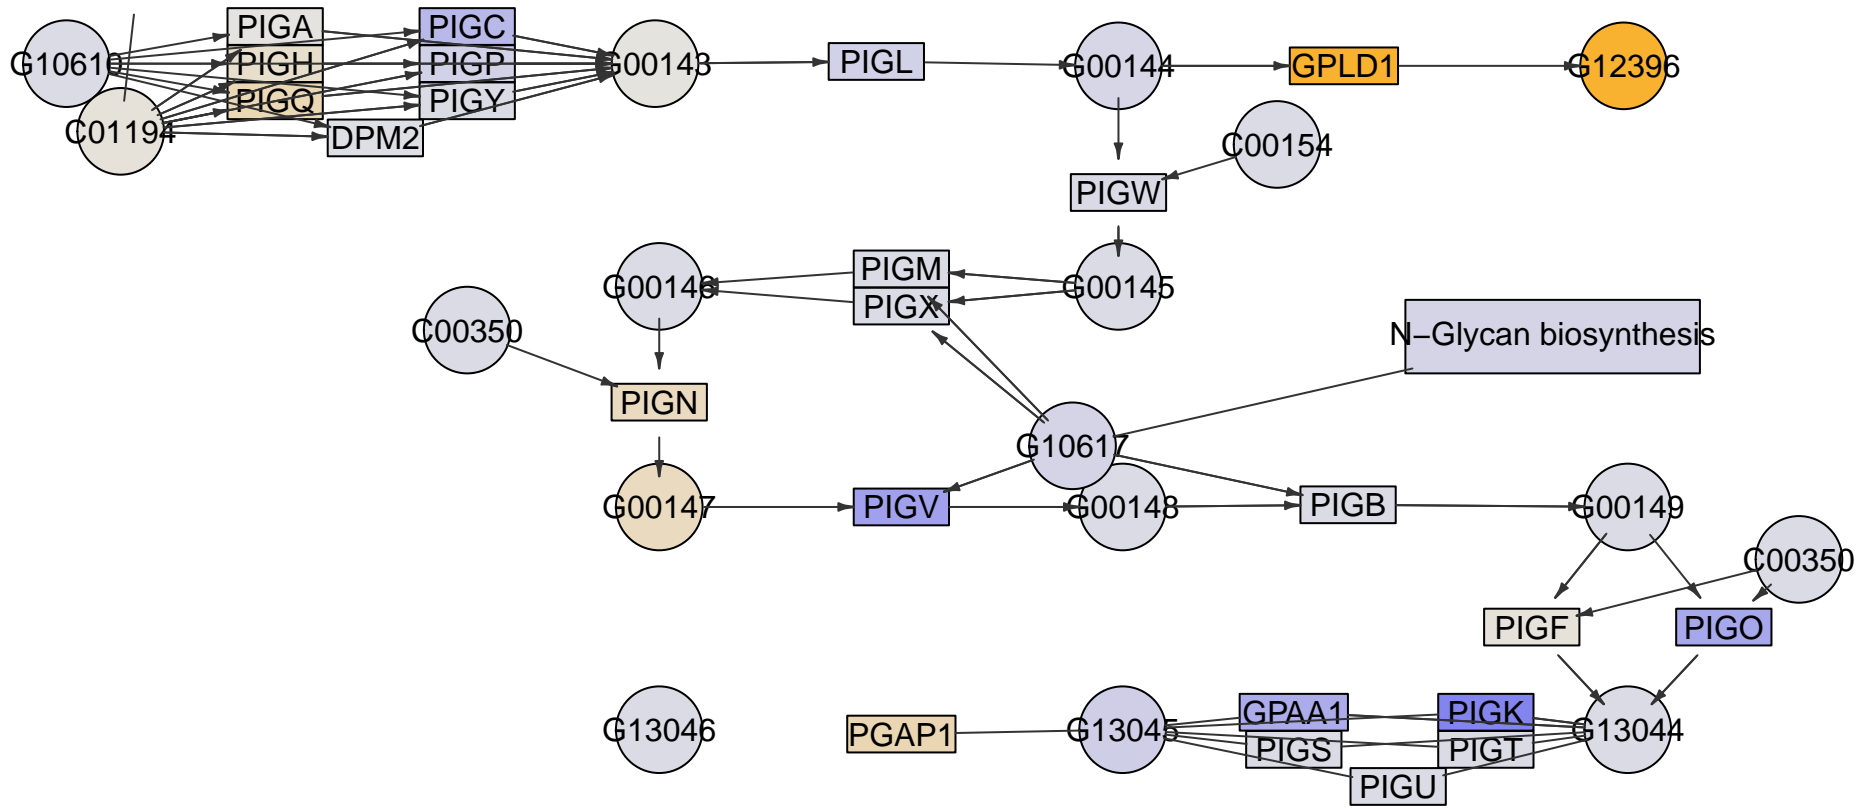 PIGA
PIGC
G10610
PIGH
PIGP
G00143
PIGL
G00144
GPLD1
G12396
PIGQ
PIGY
C01194
DPM2
C00154
PIGW
PIGM
G00146
G00145
PIGX
C00350
N−Glycan biosynthesis
PIGN
G10617
G00147
PIGV
G00148
PIGB
G00149
C00350
PIGF
PIGO
GPAA1
PIGK
G13046
PGAP1
G13045
G13044
PIGS
PIGT
PIGU